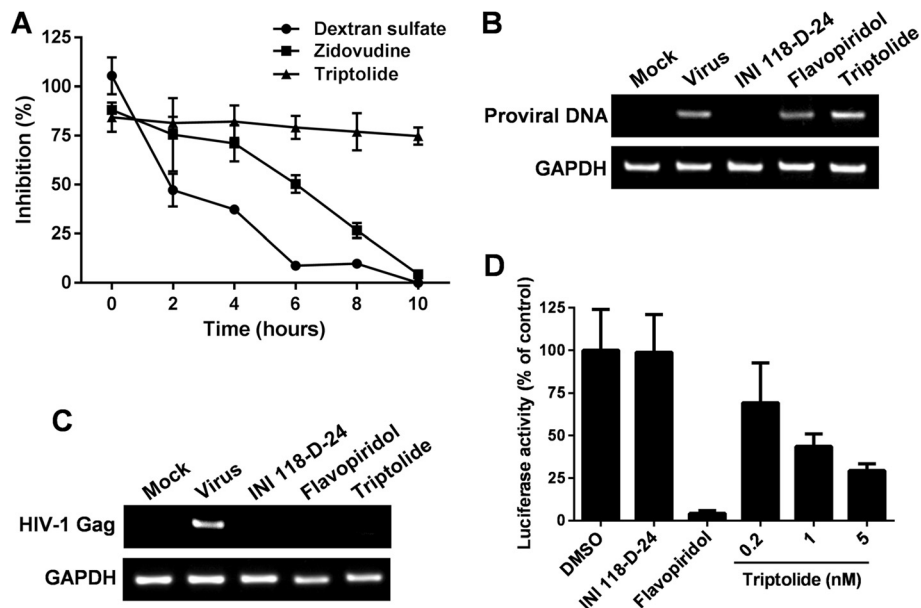 A
125
100
75
50
25
0
Inhibition (%)
Dextran sulfate
Zidovudine
Triptolide
0 2 4 6 8 10
Time (hours)
B
Mock Virus INI 118-D-24 Flavopiridol Triptolide
Proviral DNA
GAPDH
C
Mock Virus INI 118-D-24 Flavopiridol Triptolide
HIV-1 Gag
GAPDH
D
Luciferase activity (% of control)
125
100
75
50
25
0
DMSO INI 118-D-24 Flavopiridol 0.2 1 5
Triptolide (nM)